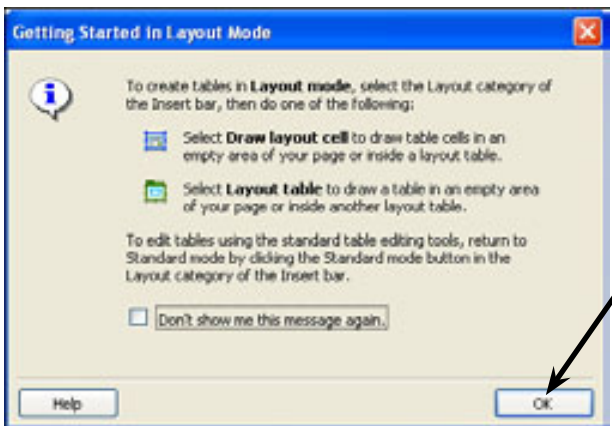 Getting Started in Layout Mode
To create tables in Layout mode, select the Layout category of
the Insert bar, then do one of the following:
Select Draw layout cell to draw table cells in an
empty area of your page or inside a layout table.
Select Layout table to draw a table in an empty area
of your page or inside another layout table.
To edit tables using the standard table editing tools, return to
Standard mode by clicking the Standard mode button in the
Layout category of the Insert bar.
Don't show me this message again.
Help
OK